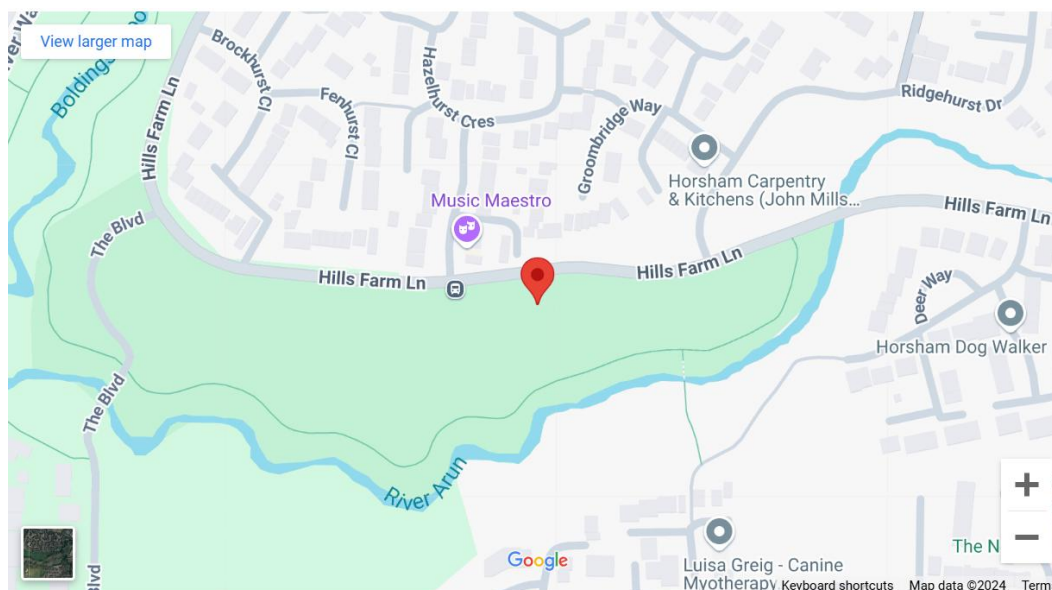 View larger map
Boldings
Brockhurst Cl
Hazelhurst Cres
Fenhurst Cl
Groombridge Way
Ridgehurst Dr
Hills Farm Ln
Horsham Carpentry
& Kitchens (John Mills...
Music Maestro
Hills Farm Ln
The Blvd
Hills Farm Ln
Hills Farm Ln
Deer Way
Horsham Dog Walker
The Blvd
River Arun
The N
Google
Luisa Greig - Canine
Myotherapy
Blvd
Keyboard shortcuts
Map data ©2024
Term